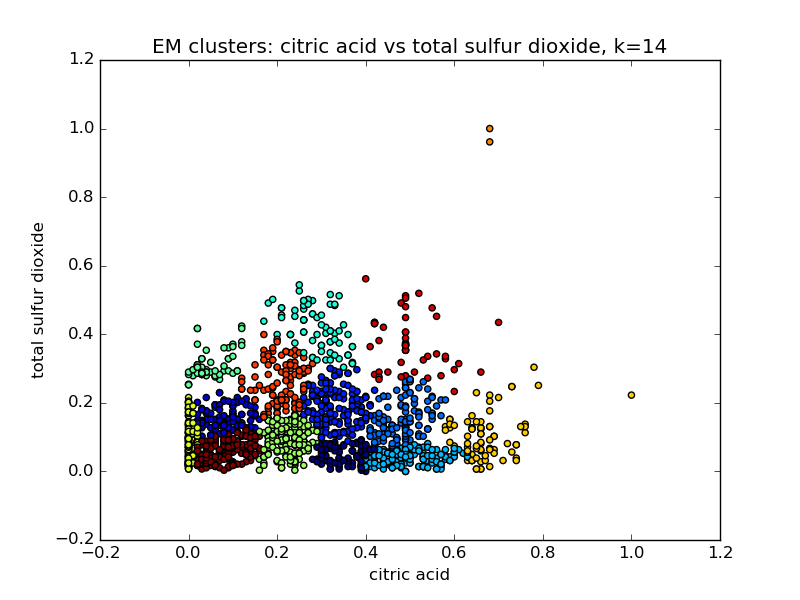 EM clusters: citric acid vs total sulfur dioxide, k=14
1.2
1.0
0.8
0.6
0.4
0.2
0.0
−0.2
total sulfur dioxide
−0.2 0.0 0.2 0.4 0.6 0.8 1.0 1.2
citric acid